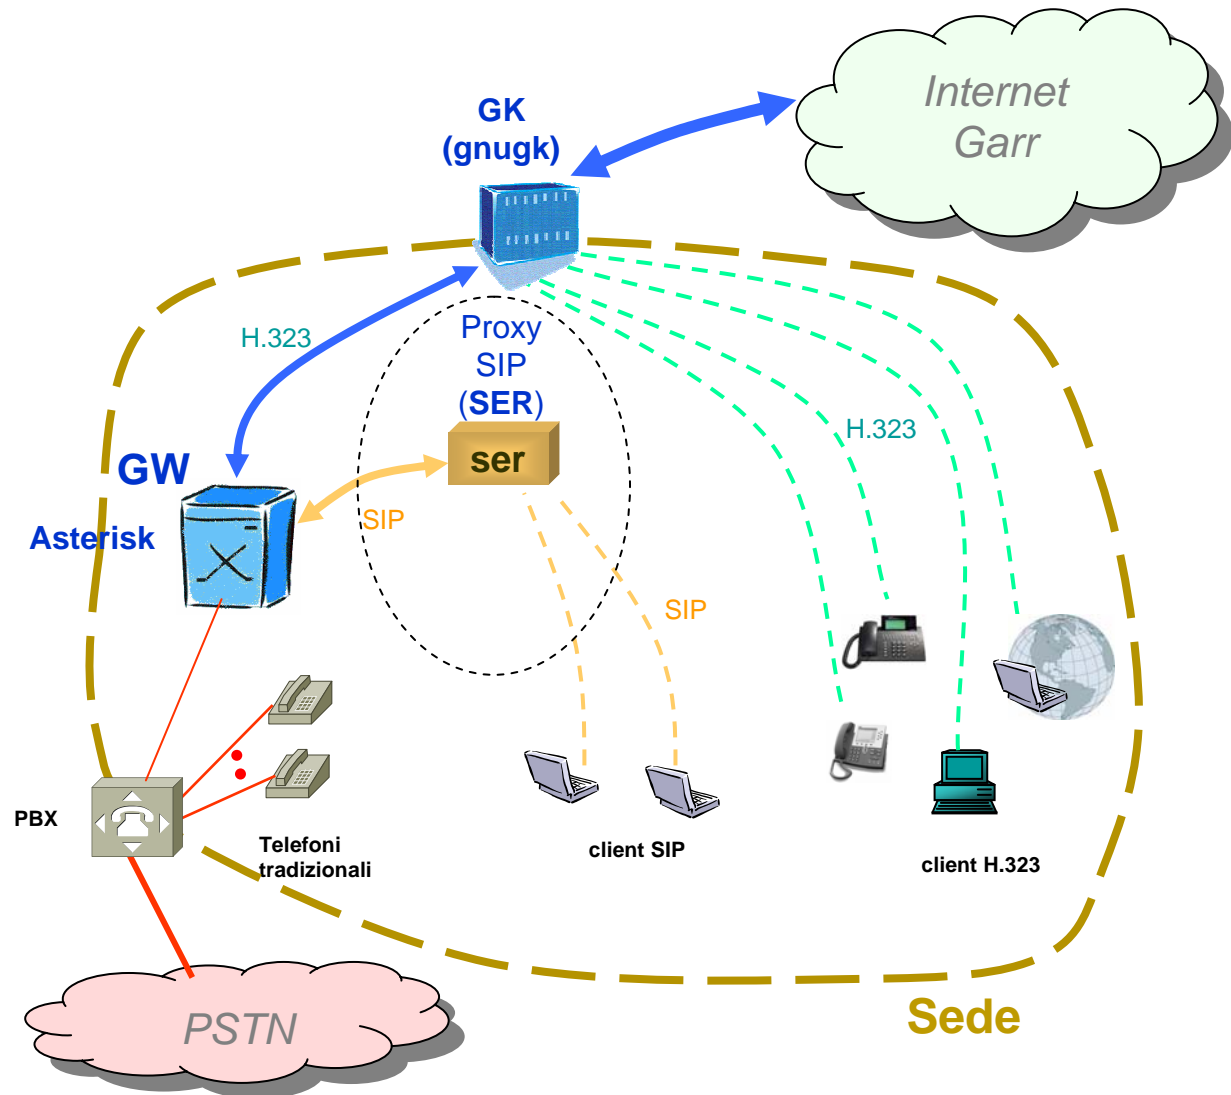 Internet
Garr
GK
(gnugk)
H.323
Proxy
SIP
(SER)
ser
H.323
GW
Asterisk
SIP
SIP
PBX
Telefoni
tradizionali
client SIP
client H.323
Sede
PSTN